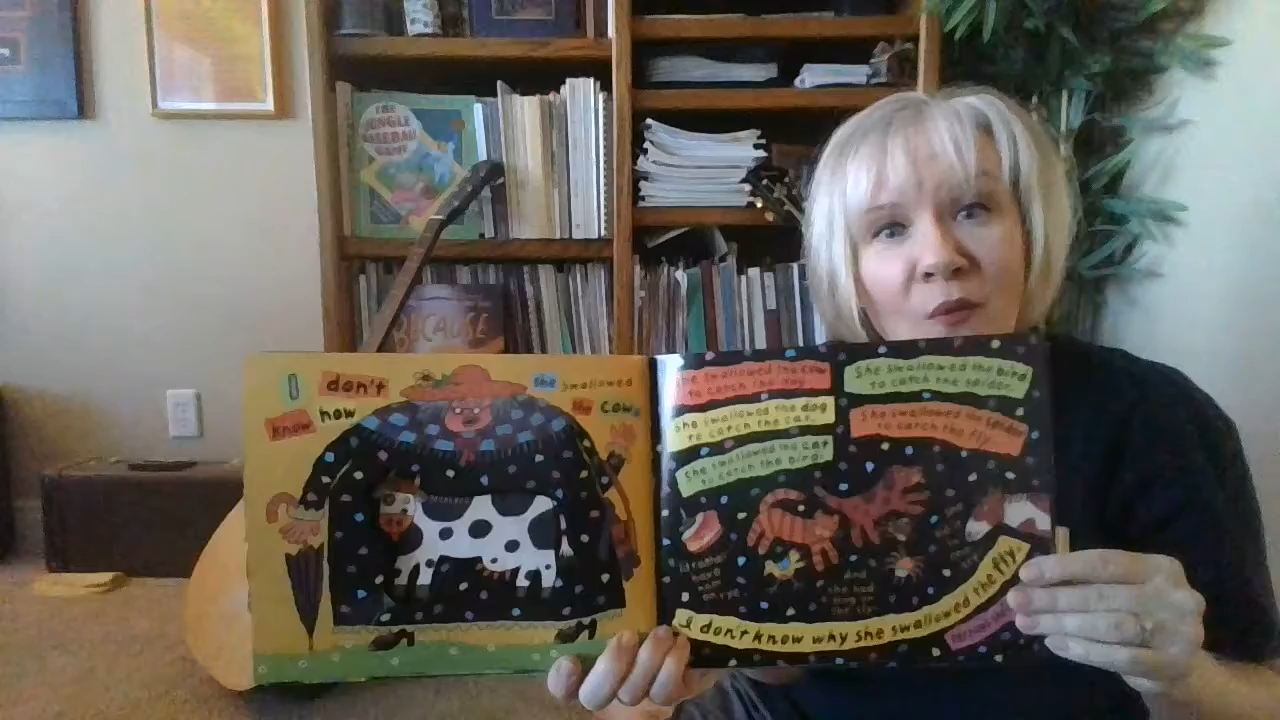 THE
JUNGLE
BASEBALL
GAME
BECAUSE
I don't
know how
she swallowed
the cow.
She swallowed the cow
to catch the dog.
She swallowed the dog
to catch the cat.
She swallowed the cat
to catch the bird.
She swallowed the bird
to catch the spider.
She swallowed the spider
to catch the fly.
I don't know why she swallowed the fly.